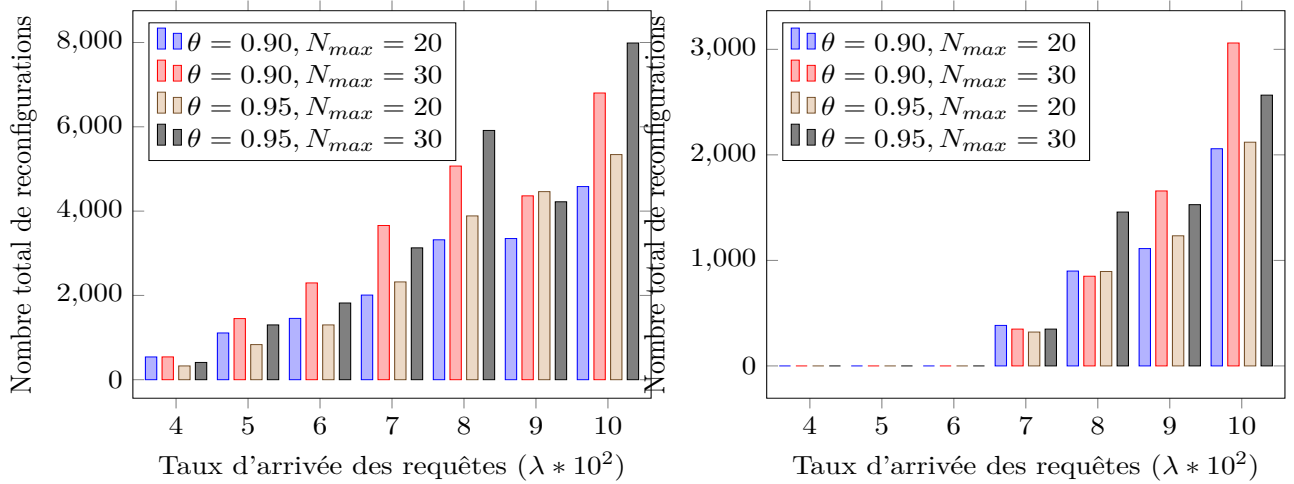 Nombre total de reconfigurations
8,000
6,000
4,000
2,000
0
θ = 0.90, N_max = 20
θ = 0.90, N_max = 30
θ = 0.95, N_max = 20
θ = 0.95, N_max = 30
4 5 6 7 8 9 10
Taux d'arrivée des requêtes (λ ∗ 10²)
Nombre total de reconfigurations
3,000
2,000
1,000
0
θ = 0.90, N_max = 20
θ = 0.90, N_max = 30
θ = 0.95, N_max = 20
θ = 0.95, N_max = 30
4 5 6 7 8 9 10
Taux d'arrivée des requêtes (λ ∗ 10²)